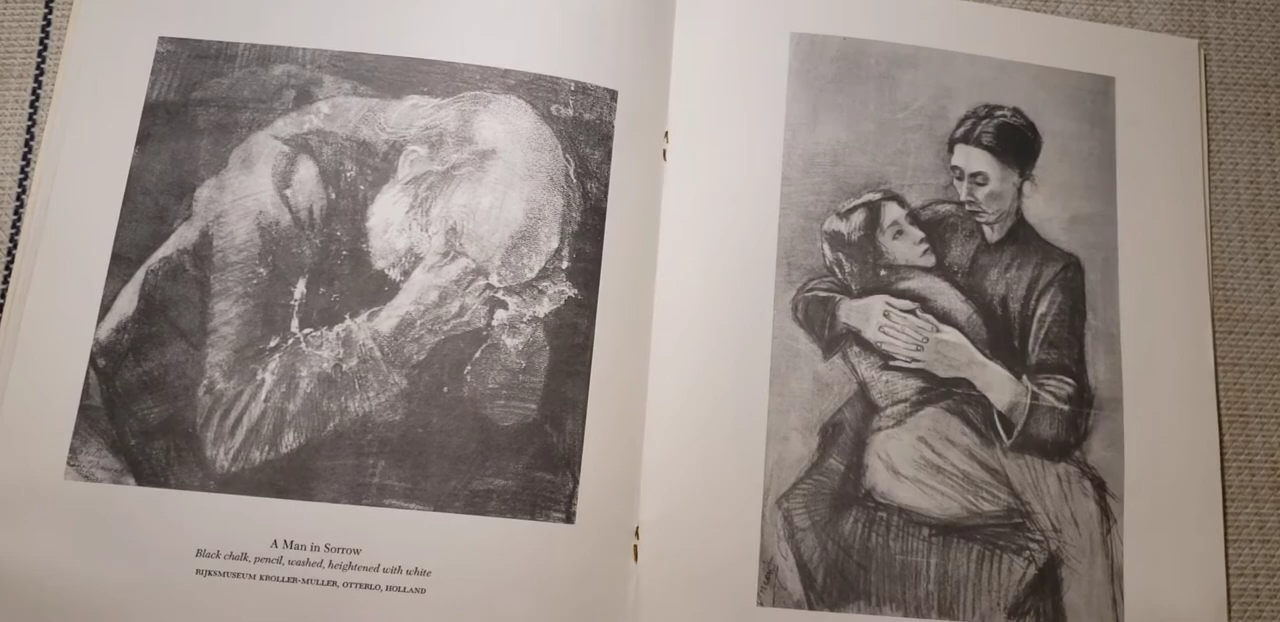 A Man in Sorrow
Black chalk, pencil, washed, heightened with white
RIJKSMUSEUM KROLLER-MULLER, OTTERLO, HOLLAND